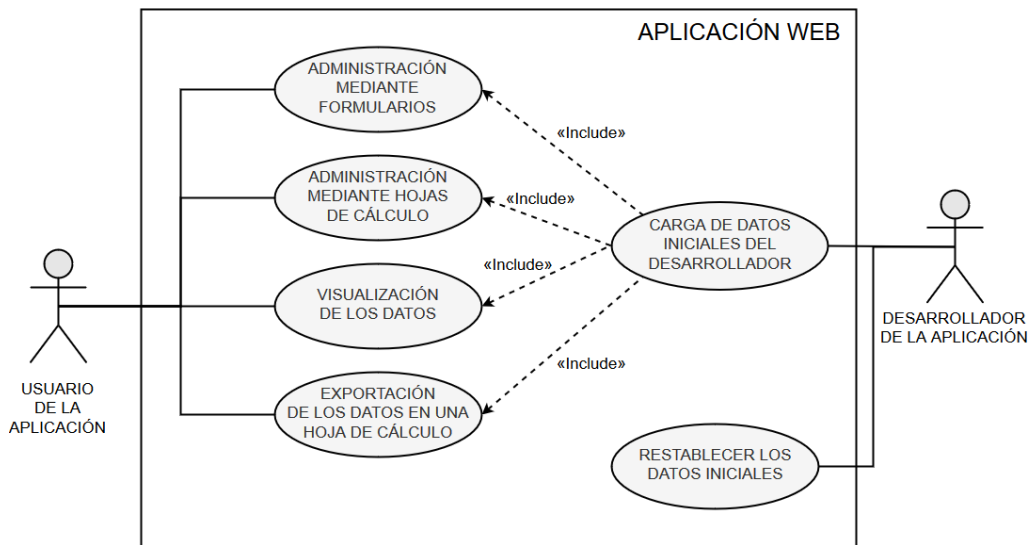 APLICACIÓN WEB
ADMINISTRACIÓN
MEDIANTE
FORMULARIOS
«Include»
ADMINISTRACIÓN
MEDIANTE HOJAS
DE CÁLCULO
«Include»
CARGA DE DATOS
INICIALES DEL
DESARROLLADOR
«Include»
VISUALIZACIÓN
DE LOS DATOS
DESARROLLADOR
DE LA APLICACIÓN
«Include»
USUARIO
DE LA
APLICACIÓN
EXPORTACIÓN
DE LOS DATOS EN UNA
HOJA DE CÁLCULO
RESTABLECER LOS
DATOS INICIALES